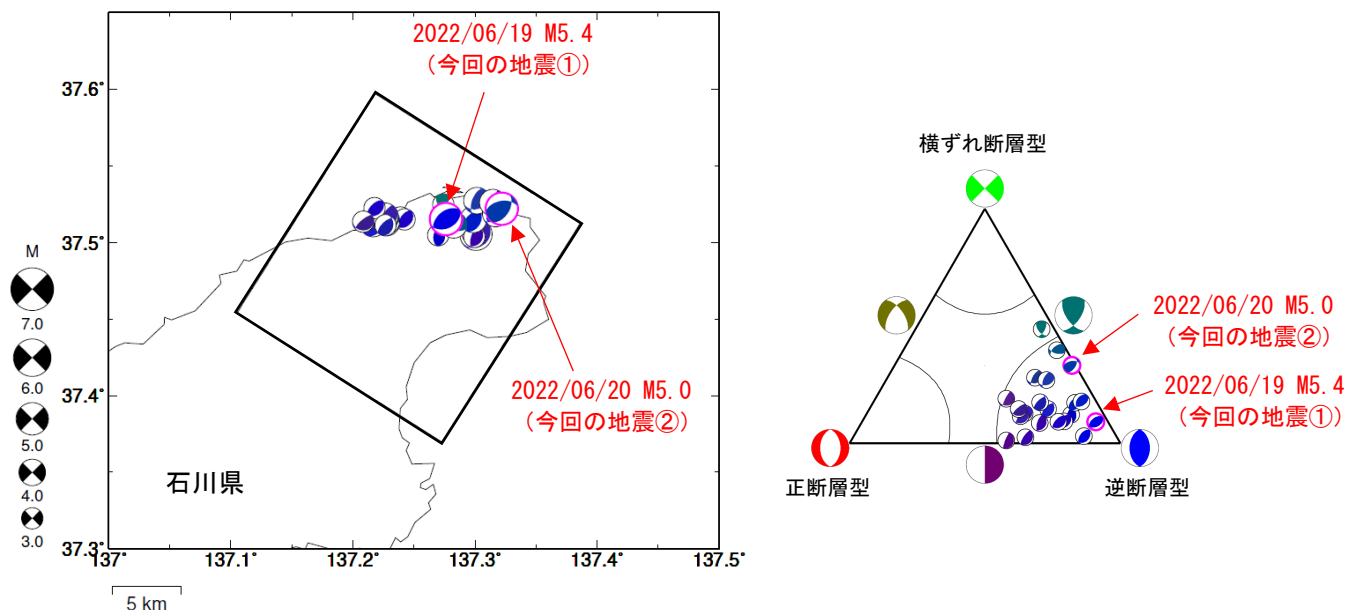 2022/06/19 M5.4
(今回の地震①)
37.6°
37.5°
37.4°
37.3°
137°
137.1°
137.2°
137.3°
137.4°
137.5°
M
7.0
6.0
5.0
4.0
3.0
2022/06/20 M5.0
(今回の地震②)
石川県
5 km
横ずれ断層型
2022/06/20 M5.0
(今回の地震②)
2022/06/19 M5.4
(今回の地震①)
正断層型
逆断層型